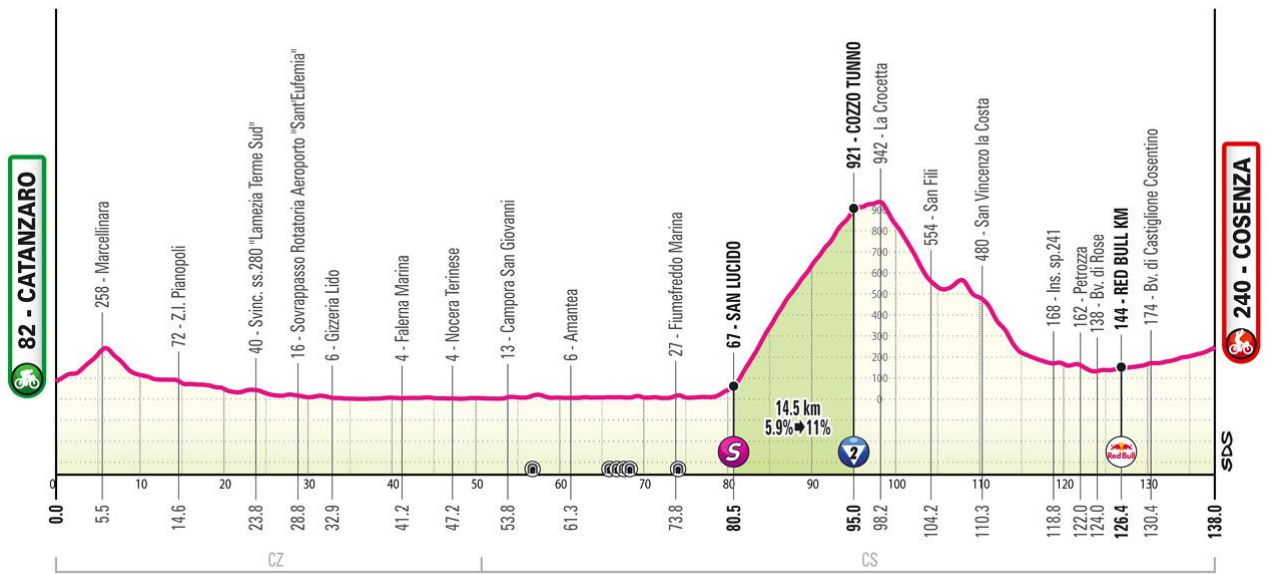 82 - CATANZARO
258 - Marcellinara
72 - Z.I. Pianopoli
40 - Svinc. ss.280 "Lamezia Terme Sud"
16 - Sovrappasso Rotatoria Aeroporto "Sant'Eufemia"
6 - Gizzeria Lido
4 - Falerna Marina
4 - Nocera Terinese
13 - Campora San Giovanni
6 - Amantea
27 - Fiumefreddo Marina
67 - SAN LUCIDO
921 - COZZO TUNNO
942 - La Crocetta
554 - San Fili
480 - San Vincenzo la Costa
168 - Ins. sp.241
162 - Petrozza
138 - Bv. di Rose
144 - RED BULL KM
174 - Bv. di Castiglione Cosentino
240 - COSENZA
900
800
700
600
500
400
300
200
100
0
14.5 km
5.9% 11%
S
2
Red Bull
SDS
0 10 20 30 40 50 60 70 80 90 100 110 120 130
0.0 5.5 14.6 23.8 28.8 32.9 41.2 47.2 53.8 61.3 73.8 80.5 95.0 98.2 104.2 110.3 118.8 122.0 124.0 126.4 130.4 138.0
CZ CS